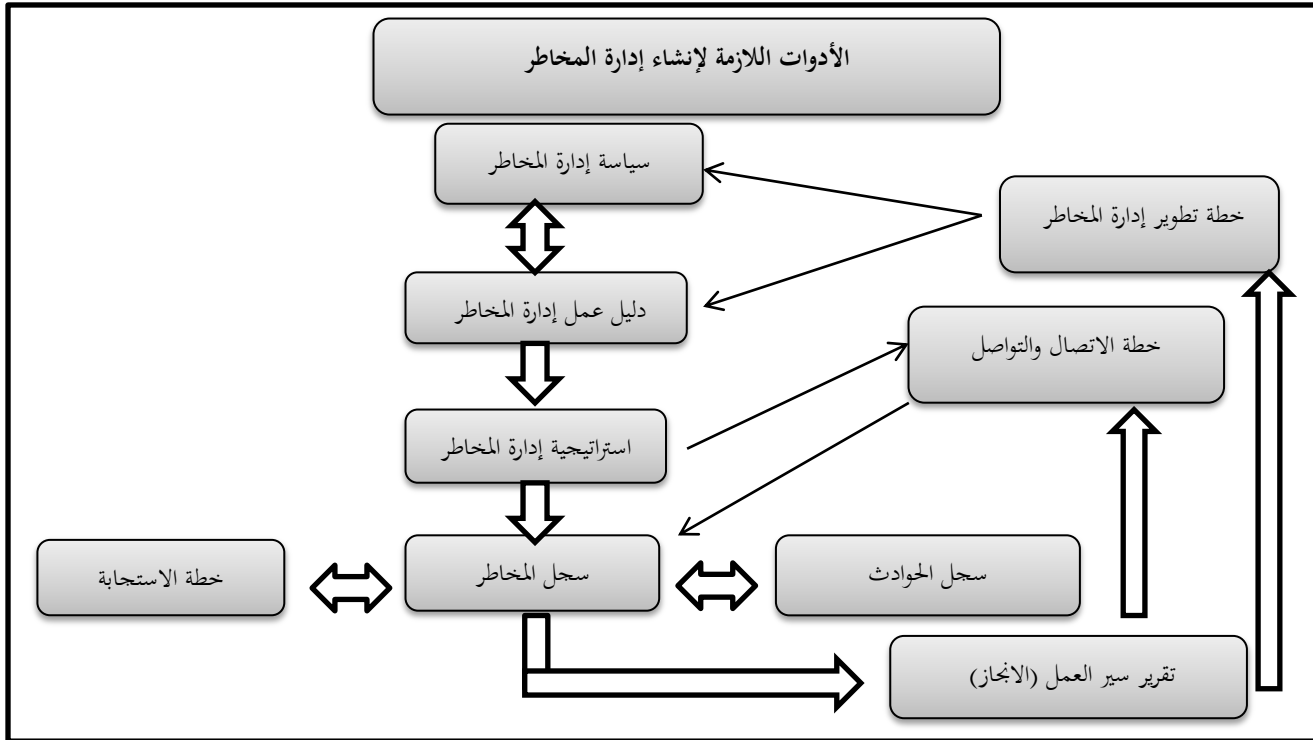 الأدوات اللازمة لإنشاء إدارة المخاطر
سياسة إدارة المخاطر
خطة تطوير إدارة المخاطر
دليل عمل إدارة المخاطر
خطة الاتصال والتواصل
استراتيجية إدارة المخاطر
سجل الحوادث
سجل المخاطر
خطة الاستجابة
تقرير سير العمل (الانجاز)